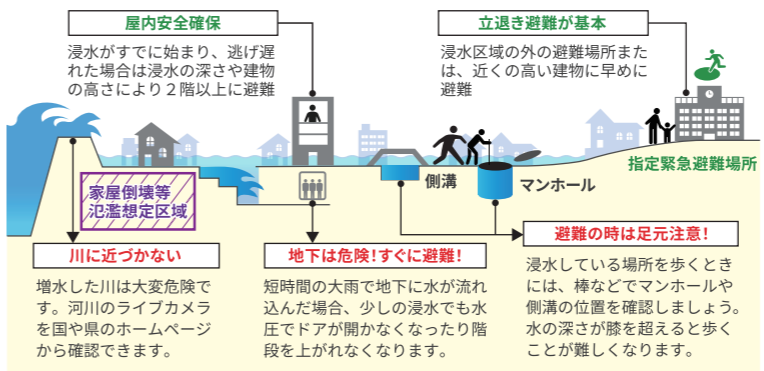 屋内安全確保
浸水がすでに始まり、逃げ遅
れた場合は浸水の深さや建物
の高さにより2階以上に避難
立退き避難が基本
浸水区域の外の避難場所また
は、近くの高い建物に早めに
避難
指定緊急避難場所
側溝
マンホール
家屋倒壊等
氾濫想定区域
川に近づかない
増水した川は大変危険で
す。河川のライブカメラ
を国や県のホームページ
から確認できます。
地下は危険!すぐに避難!
短時間の大雨で地下に水が流れ
込んだ場合、少しの浸水でも水
圧でドアが開かなくなったり階
段を上がれなくなります。
避難の時は足元注意!
浸水している場所を歩くとき
には、棒などでマンホールや
側溝の位置を確認しましょう。
水の深さが膝を超えると歩く
ことが難しくなります。